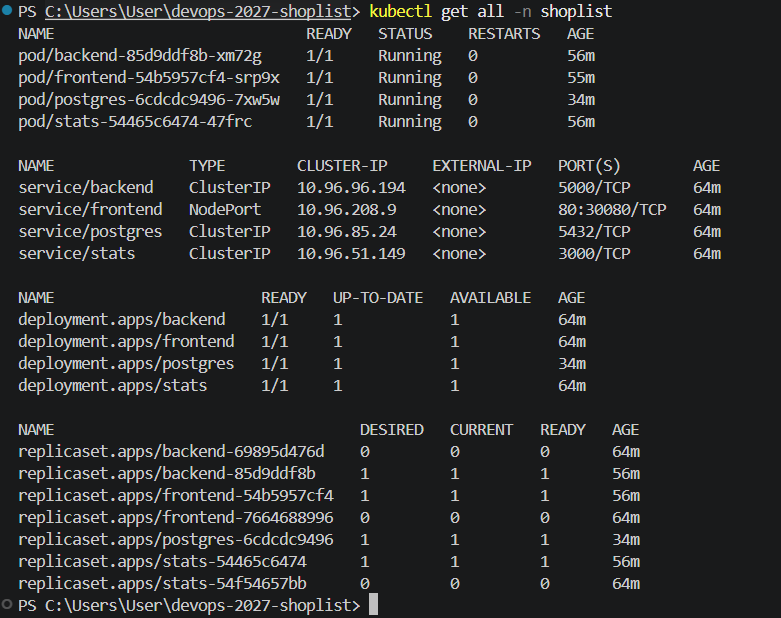 PS C:\Users\User\devops-2027-shoplist> kubectl get all -n shoplist
NAME READY STATUS RESTARTS AGE
pod/backend-85d9ddf8b-xm72g 1/1 Running 0 56m
pod/frontend-54b5957cf4-srp9x 1/1 Running 0 55m
pod/postgres-6cdcdc9496-7xw5w 1/1 Running 0 34m
pod/stats-54465c6474-47frc 1/1 Running 0 56m
NAME TYPE CLUSTER-IP EXTERNAL-IP PORT(S) AGE
service/backend ClusterIP 10.96.96.194 <none> 5000/TCP 64m
service/frontend NodePort 10.96.208.9 <none> 80:30080/TCP 64m
service/postgres ClusterIP 10.96.85.24 <none> 5432/TCP 64m
service/stats ClusterIP 10.96.51.149 <none> 3000/TCP 64m
NAME READY UP-TO-DATE AVAILABLE AGE
deployment.apps/backend 1/1 1 1 64m
deployment.apps/frontend 1/1 1 1 64m
deployment.apps/postgres 1/1 1 1 34m
deployment.apps/stats 1/1 1 1 64m
NAME DESIRED CURRENT READY AGE
replicaset.apps/backend-69895d476d 0 0 0 64m
replicaset.apps/backend-85d9ddf8b 1 1 1 56m
replicaset.apps/frontend-54b5957cf4 1 1 1 56m
replicaset.apps/frontend-7664688996 0 0 0 64m
replicaset.apps/postgres-6cdcdc9496 1 1 1 34m
replicaset.apps/stats-54465c6474 1 1 1 56m
replicaset.apps/stats-54f54657bb 0 0 0 64m
PS C:\Users\User\devops-2027-shoplist>